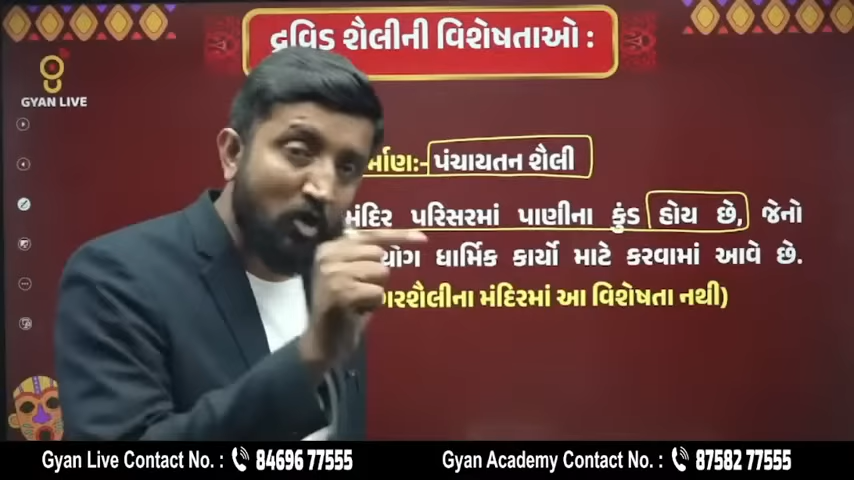 દ્રવિડ શૈલીની વિશેષતાઓ :
GYAN LIVE
પંચાયતન શૈલી
મંદિર પરિસરમાં પાણીના કુંડ હોય છે, જેનો
ધાર્મિક કાર્યો માટે કરવામાં આવે છે.
મંદિરમાં આ વિશેષતા નથી)
Gyan Live Contact No. : 84696 77555
Gyan Academy Contact No. : 87582 77555